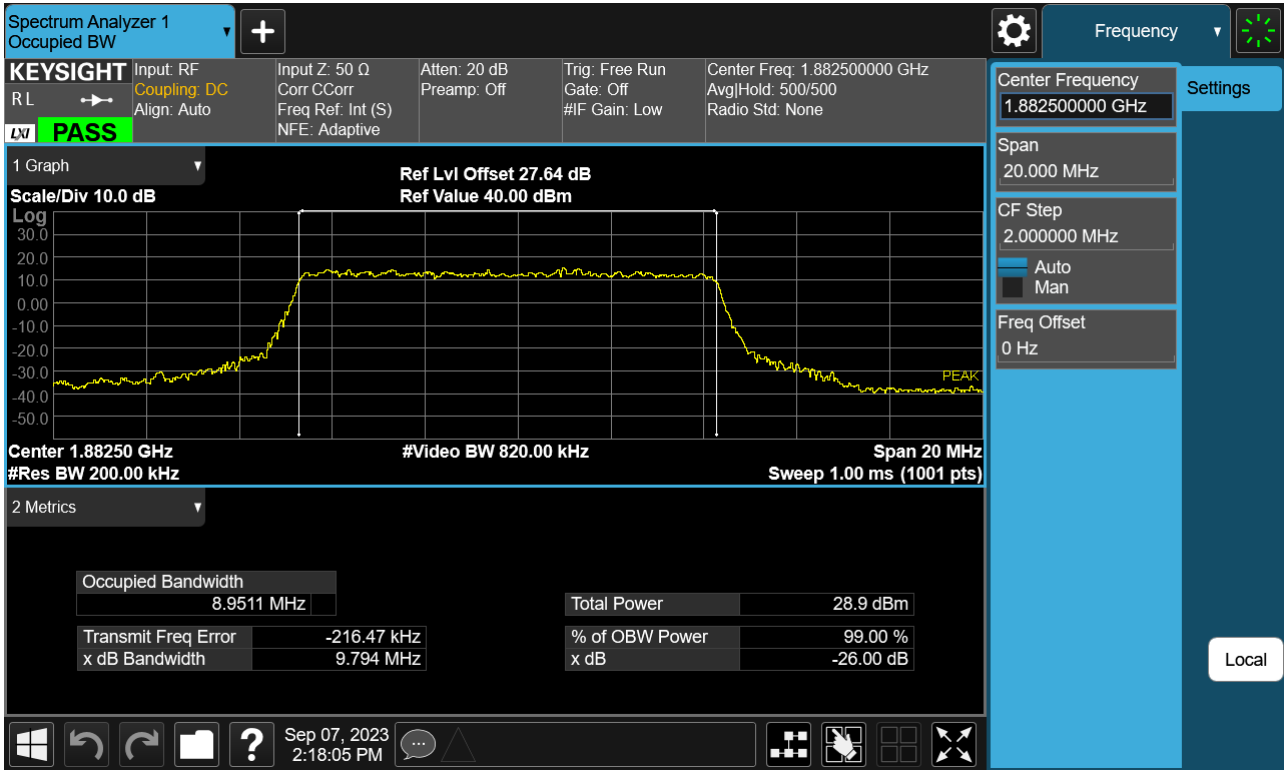 Spectrum Analyzer 1
Occupied BW
Frequency
KEYSIGHT
R L
LXI PASS
Input: RF
Coupling: DC
Align: Auto
Input Z: 50 Ω
Corr CCorr
Freq Ref: Int (S)
NFE: Adaptive
Atten: 20 dB
Preamp: Off
Trig: Free Run
Gate: Off
#IF Gain: Low
Center Freq: 1.882500000 GHz
Avg|Hold: 500/500
Radio Std: None
1 Graph
Ref Lvl Offset 27.64 dB
Scale/Div 10.0 dB
Ref Value 40.00 dBm
Log
30.0
20.0
10.0
0.00
-10.0
-20.0
-30.0
-40.0
-50.0
PEAK
Center 1.88250 GHz
#Video BW 820.00 kHz
Span 20 MHz
#Res BW 200.00 kHz
Sweep 1.00 ms (1001 pts)
2 Metrics
Occupied Bandwidth
8.9511 MHz
Transmit Freq Error -216.47 kHz
x dB Bandwidth 9.794 MHz
Total Power 28.9 dBm
% of OBW Power 99.00 %
x dB -26.00 dB
Center Frequency
1.882500000 GHz
Span
20.000 MHz
CF Step
2.000000 MHz
Auto
Man
Freq Offset
0 Hz
Settings
Local
?
Sep 07, 2023
2:18:05 PM